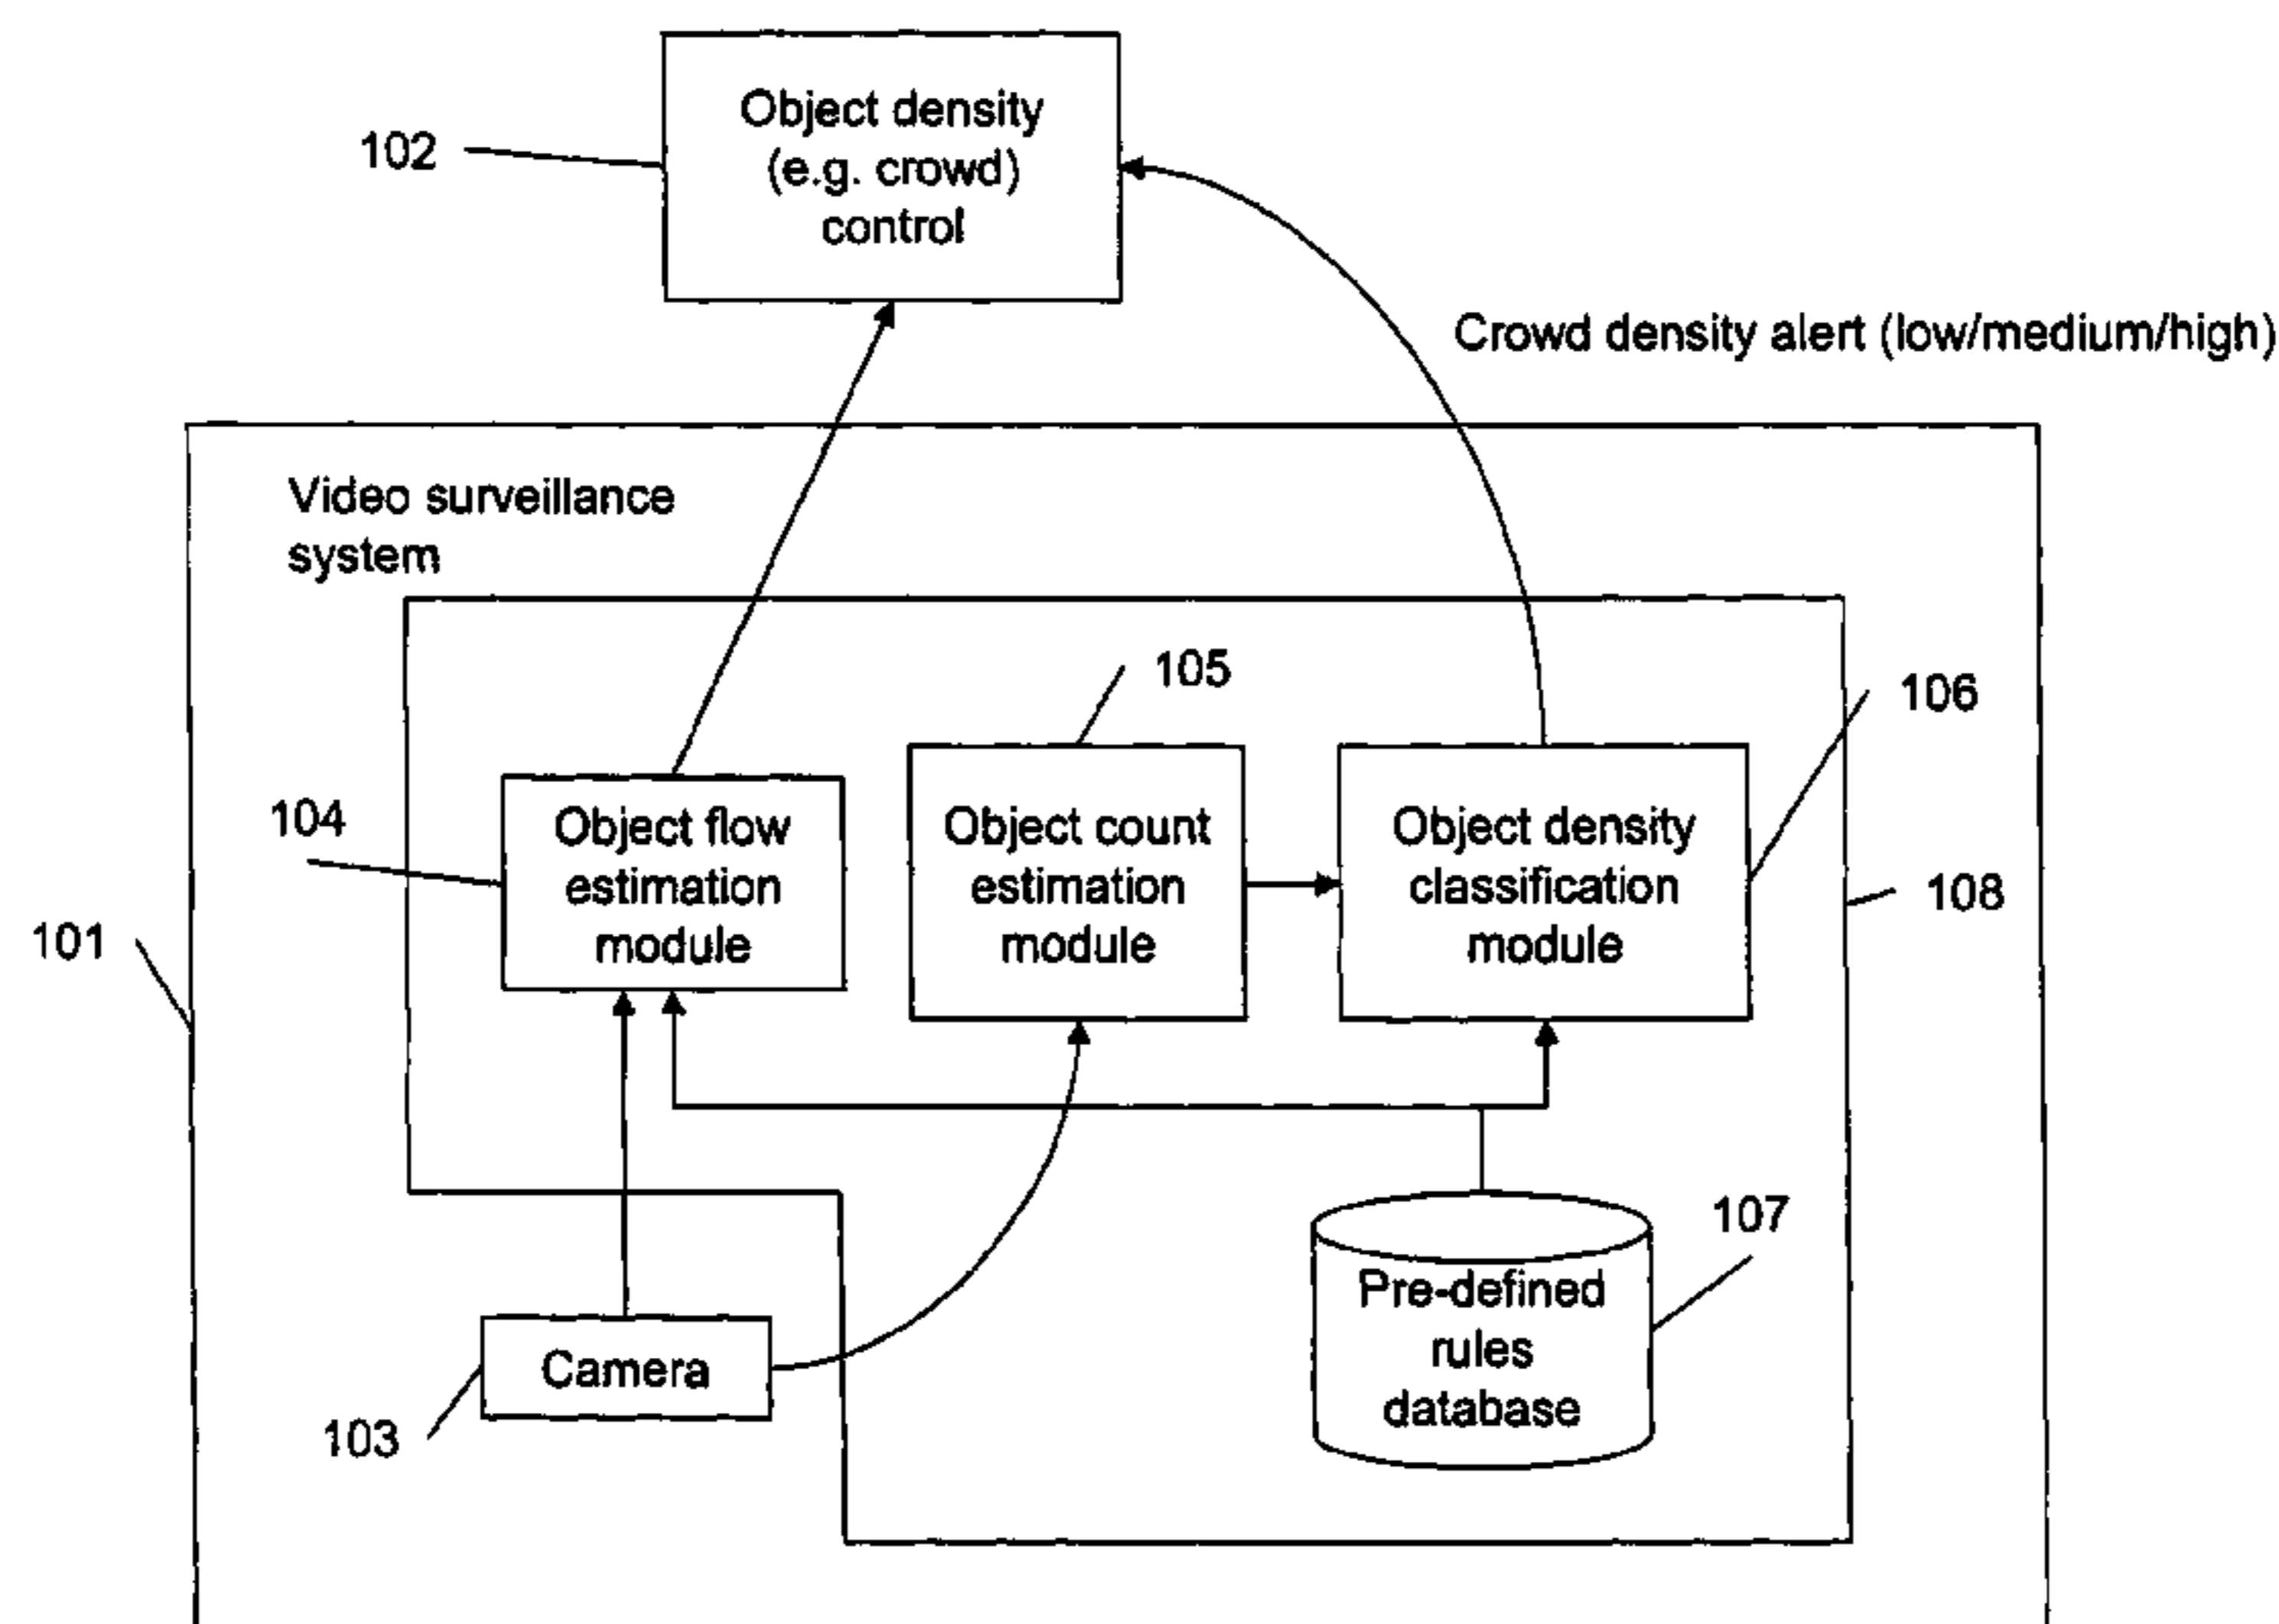 Object density
(e.g. crowd)
control
102
Crowd density alert (low/medium/high)
Video surveillance
system
105
106
104
Object flow
estimation
module
Object count
estimation
module
Object density
classification
module
108
101
107
Pre-defined
rules
database
Camera
103